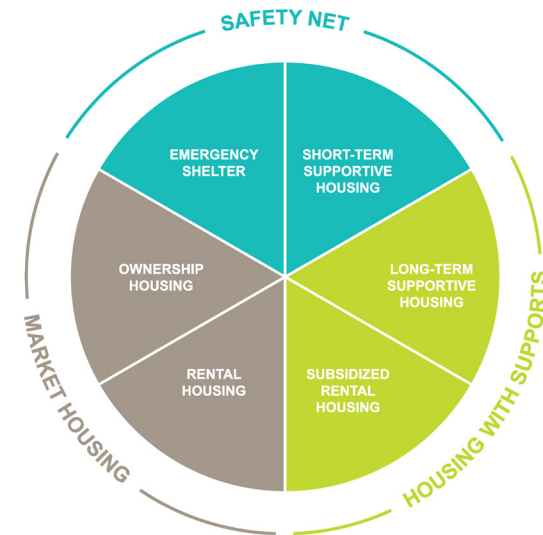 SAFETY NET
EMERGENCY
SHELTER
SHORT-TERM
SUPPORTIVE
HOUSING
OWNERSHIP
HOUSING
LONG-TERM
SUPPORTIVE
HOUSING
RENTAL
HOUSING
SUBSIDIZED
RENTAL
HOUSING
MARKET HOUSING
HOUSING WITH SUPPORTS